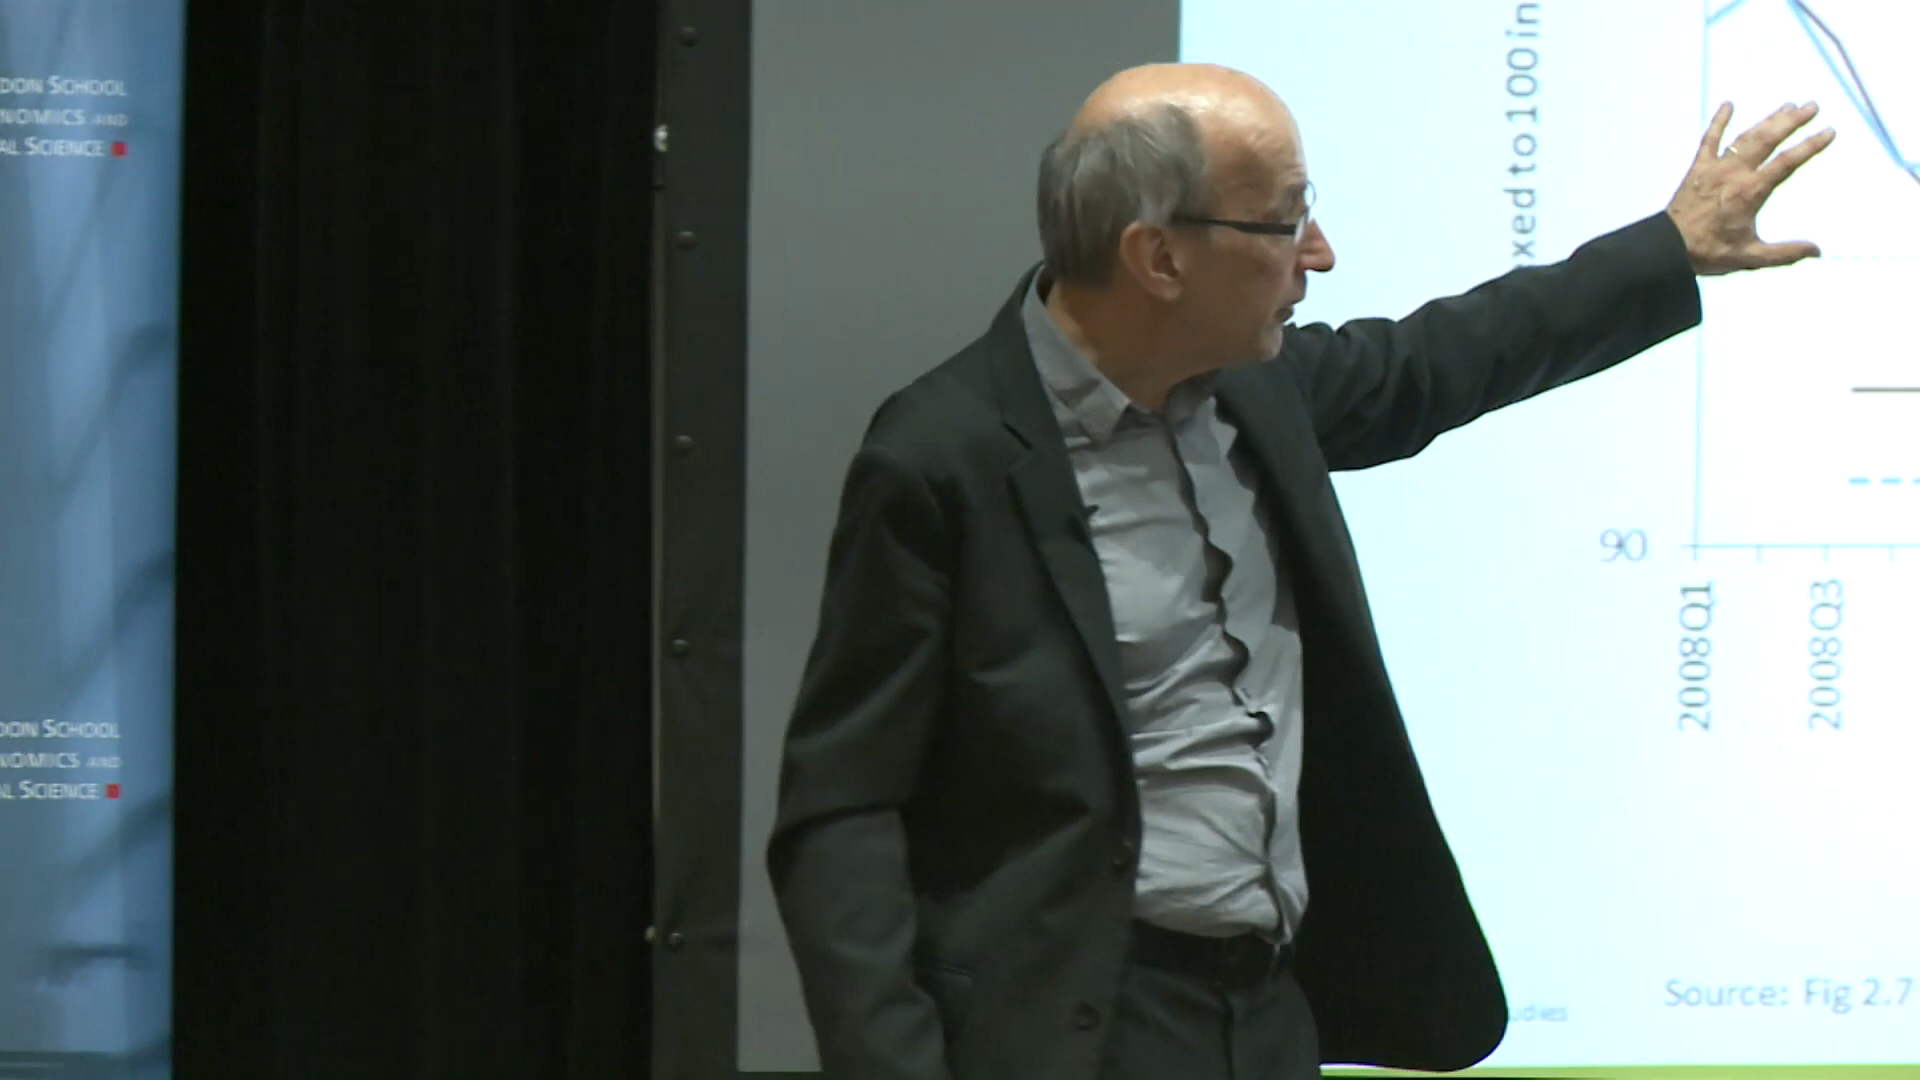 DON SCHOOL
NOMICS AND
AL SCIENCE
DON SCHOOL
NOMICS AND
AL SCIENCE
xed to 100 in
90
2008Q1
2008Q3
Source: Fig 2.7
udies